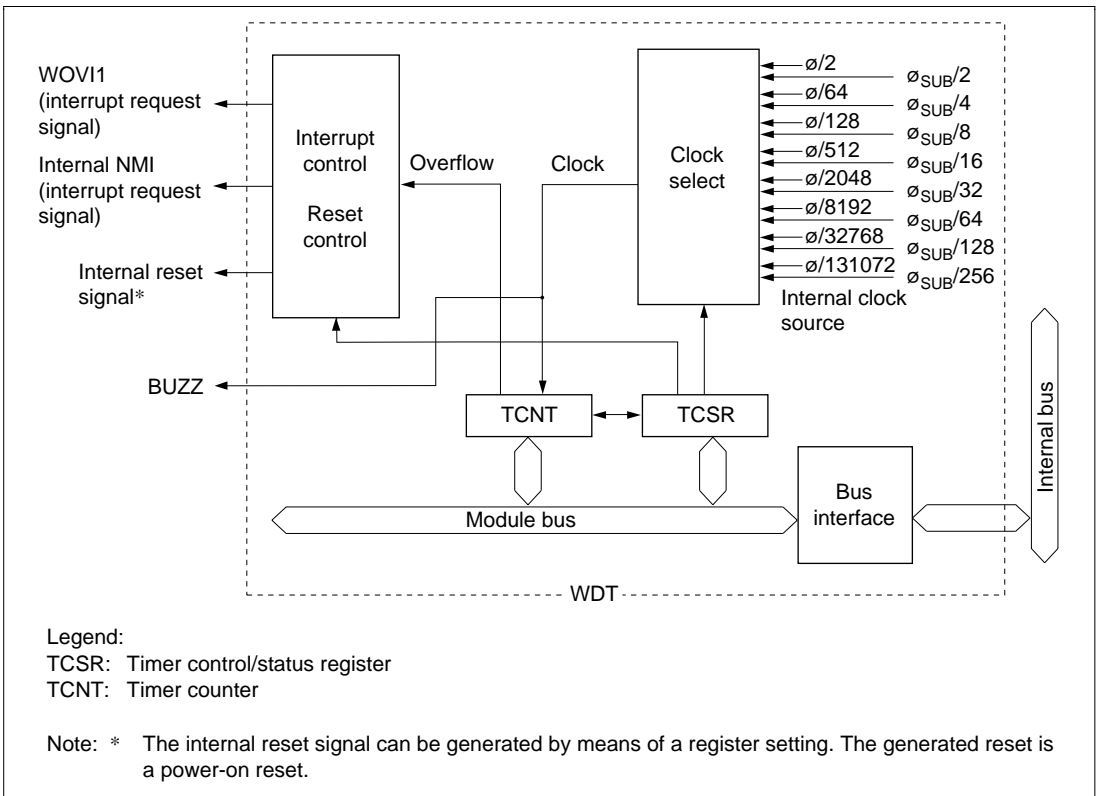 WOVI1
(interrupt request
signal)
Internal NMI
(interrupt request
signal)
Internal reset
signal*
BUZZ
Interrupt
control
Reset
control
Overflow
Clock
Clock
select
ø/2
ø/64
ø/128
ø/512
ø/2048
ø/8192
ø/32768
ø/131072
øSUB/2
øSUB/4
øSUB/8
øSUB/16
øSUB/32
øSUB/64
øSUB/128
øSUB/256
Internal clock
source
TCNT
TCSR
Module bus
Bus
interface
Internal bus
WDT
Legend:
TCSR: Timer control/status register
TCNT: Timer counter
Note: * The internal reset signal can be generated by means of a register setting. The generated reset is
a power-on reset.